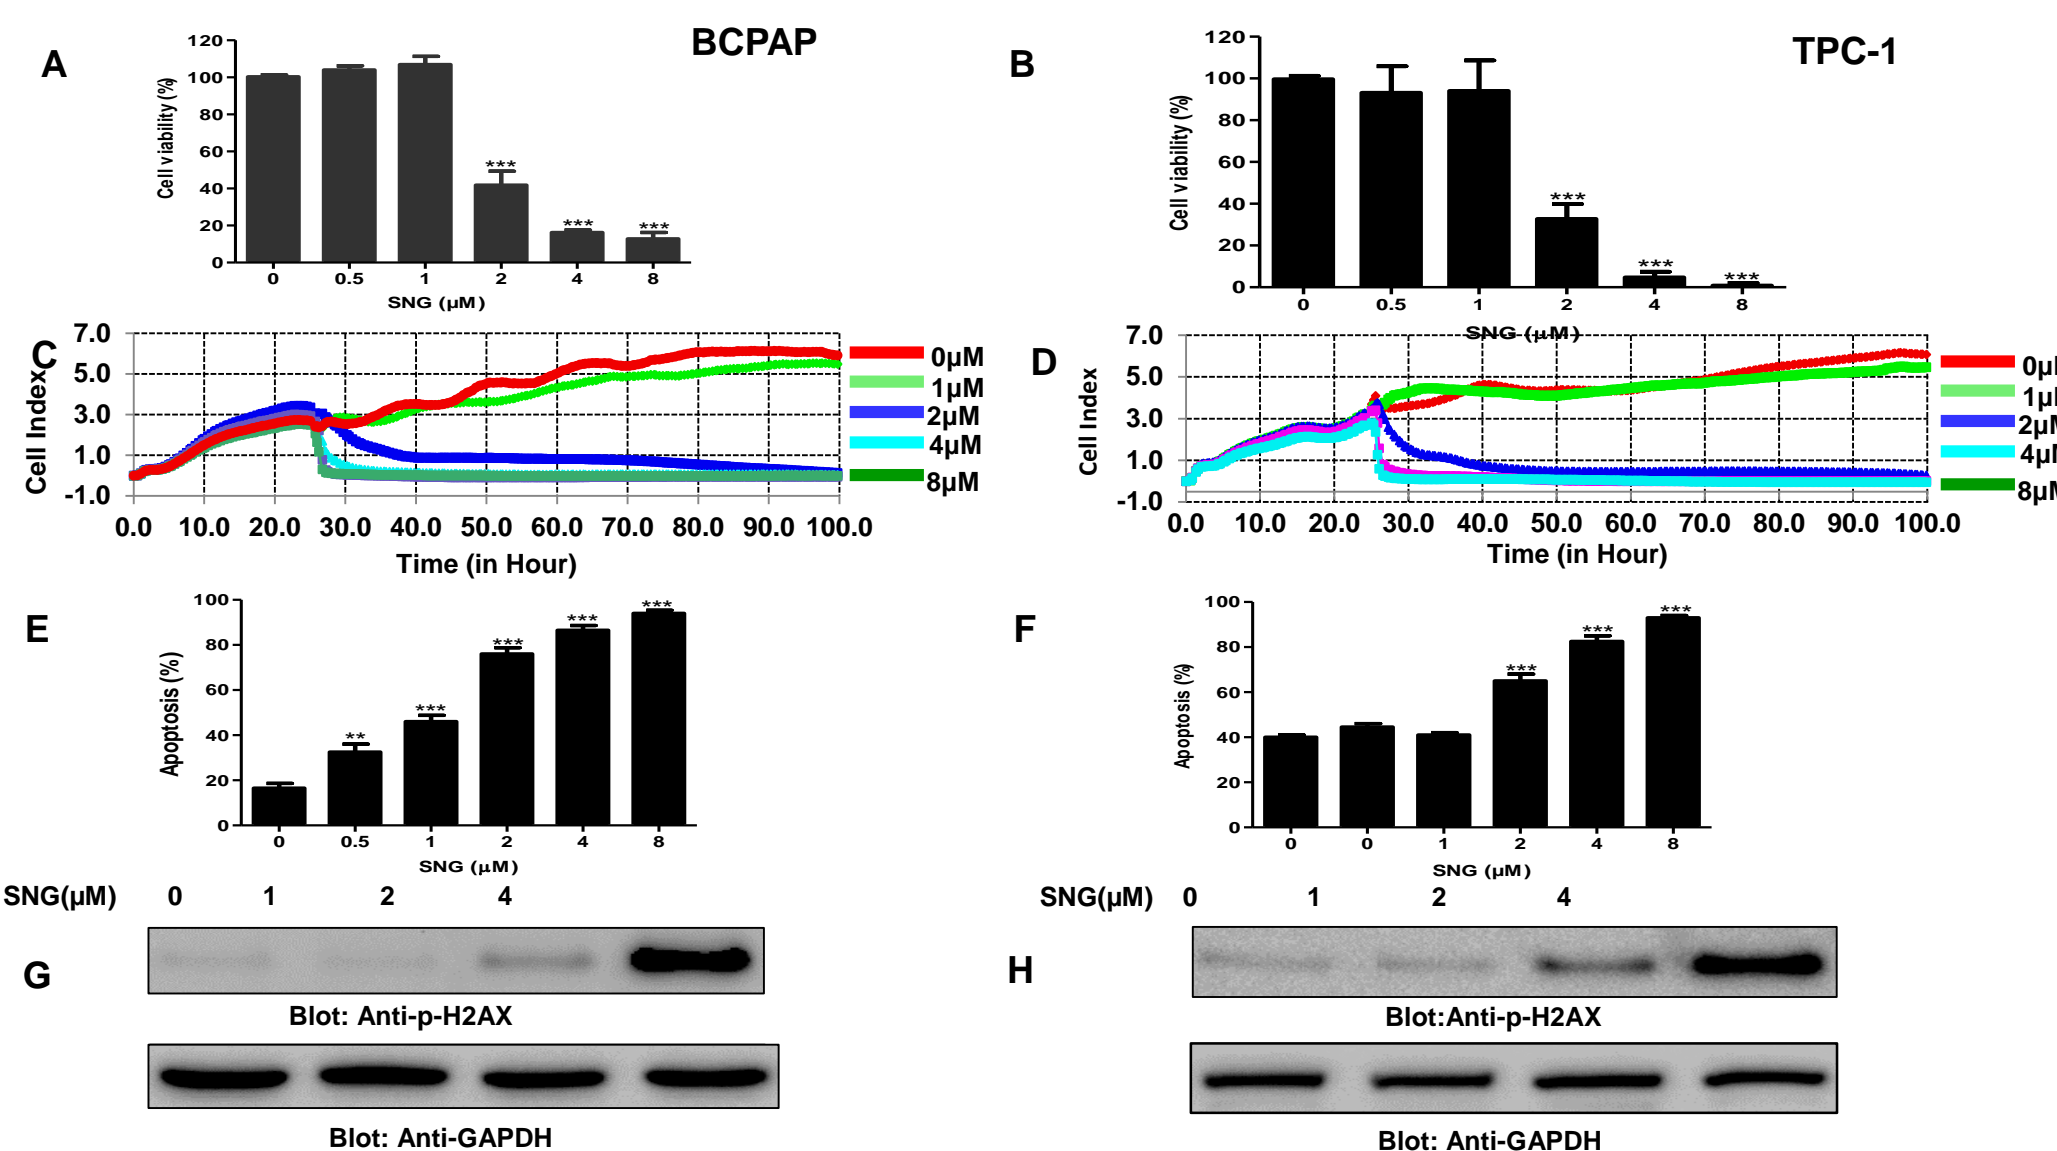 A
BCPAP
120
100
80
60
40
20
0
Cell viability (%)
*** *** ***
0 0.5 1 2 4 8
SNG (µM)
B
TPC-1
120
100
80
60
40
20
0
Cell viability (%)
*** *** ***
0 0.5 1 2 4 8
SNG (µM)
C
7.0
5.0
3.0
1.0
-1.0
Cell Index
0.0 10.0 20.0 30.0 40.0 50.0 60.0 70.0 80.0 90.0 100.0
Time (in Hour)
0µM
1µM
2µM
4µM
8µM
D
7.0
5.0
3.0
1.0
-1.0
Cell Index
0.0 10.0 20.0 30.0 40.0 50.0 60.0 70.0 80.0 90.0 100.0
Time (in Hour)
0µ
1µ
2µM
4µM
8µM
E
100
80
60
40
20
0
Apoptosis (%)
** *** *** *** ***
0 0.5 1 2 4 8
SNG (µM)
F
100
80
60
40
20
0
Apoptosis (%)
*** *** ***
0 0 1 2 4 8
SNG (µM)
SNG(µM) 0 1 2 4
G
Blot: Anti-p-H2AX
Blot: Anti-GAPDH
SNG(µM) 0 1 2 4
H
Blot:Anti-p-H2AX
Blot: Anti-GAPDH